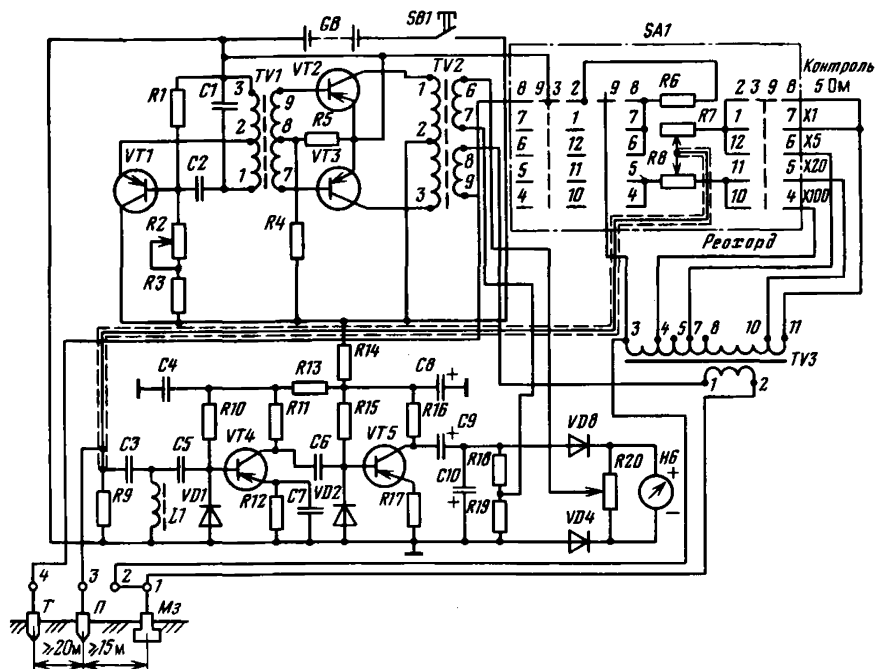 GB SB1
SA1
VT2 TV1 TV2
R1 C1 3 9 1 6
8 9 3 2 9 8 R6 2 3 9 8 5 Ом
Контроль
R5 7 1 7 R7 1 7 X1
2 8 7
6 12 6 12 6 X5
VT1 C2 VT3 2 8 R8
5 11 5 11 5 X20
1 7 3 9
4 10 4 10 4 X100
R2 R4
Реохорд
R3
3 4 5 7 8 10 11
TV3
R14
C4 R13 C8 +
1 2
R10 R11 R15 R16 C9
VT4 VT5 + VD8
C3 C5 C6 C10 R18 R20 H6
+
R9 L1 VD1 R12 C7 VD2 R17 + R19
−
VD4
4 3 2 1
Т П Мз
≥20м ≥15м